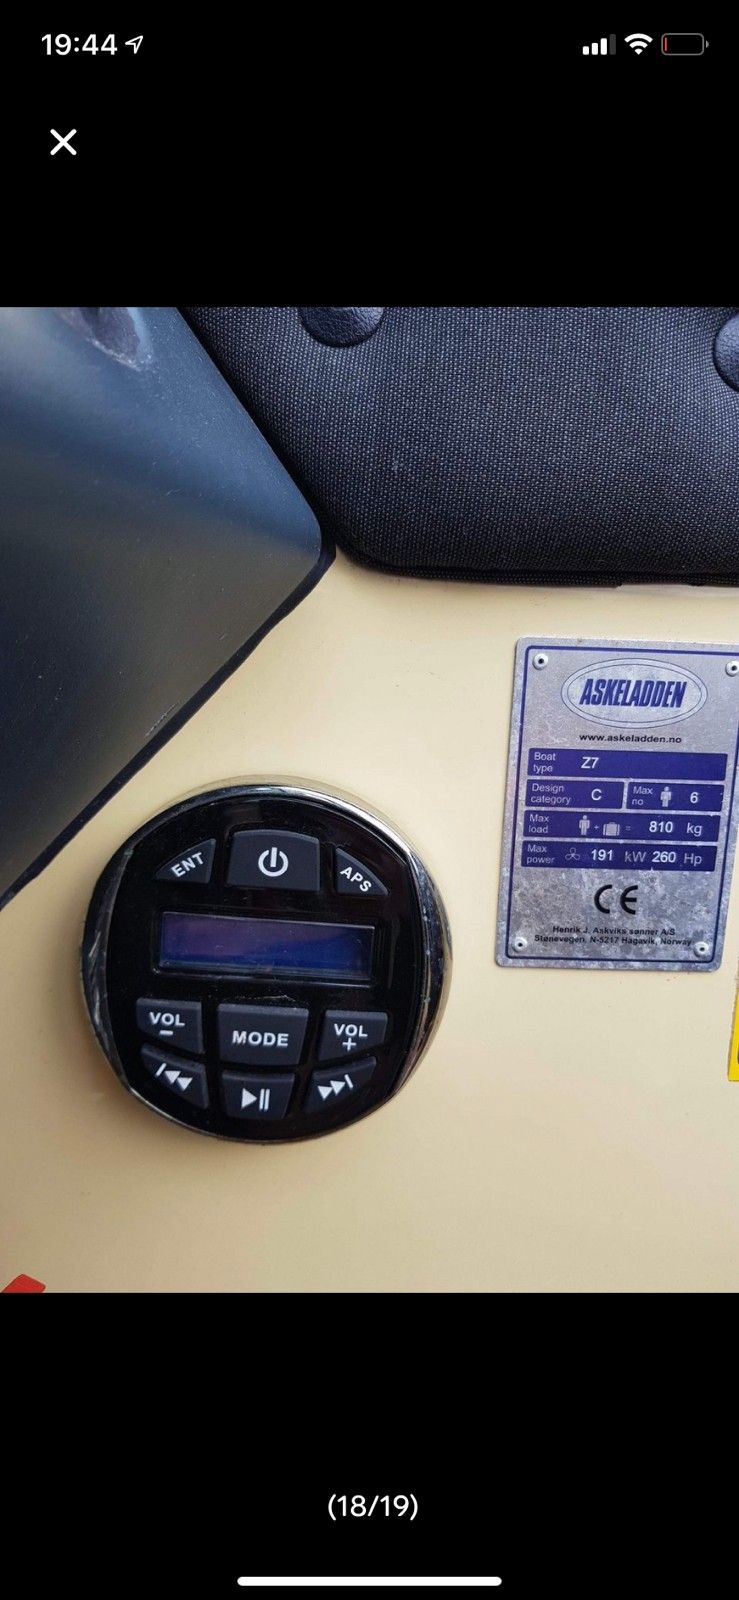 19:44
ASKELADDEN
www.askeladden.no
Boat type Z7
Design category C Max no 6
Max load + = 810 kg
Max power 191 kW 260 Hp
CE
Henrik J. Askviks sønner A/S
Stønevegen, N-5217 Hagavik, Norway
ENT APS
VOL - MODE VOL +
(18/19)